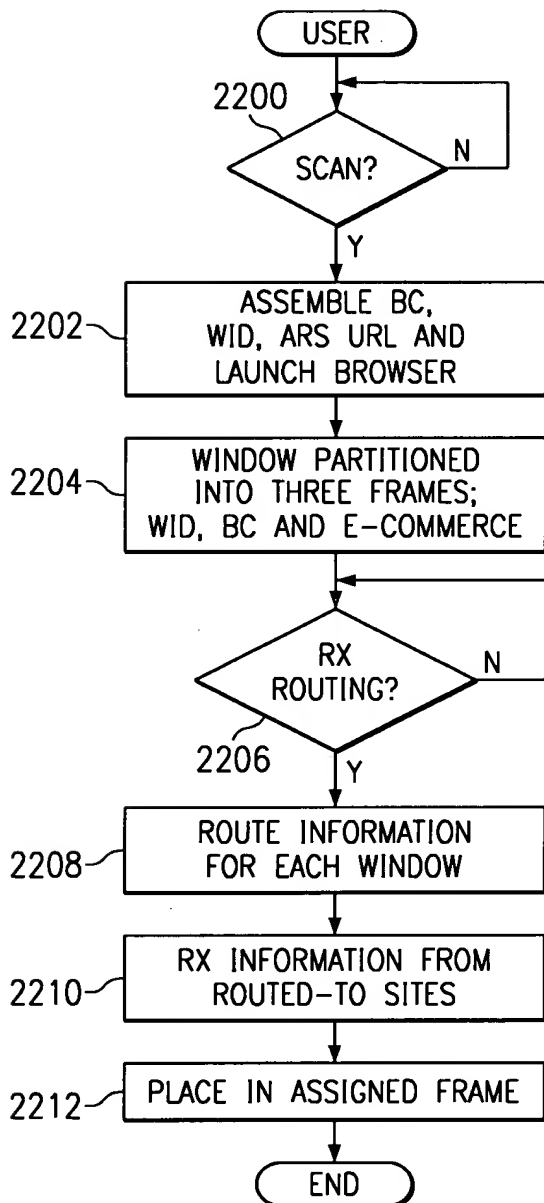 USER
2200
SCAN?
N
Y
2202
ASSEMBLE BC,
WID, ARS URL AND
LAUNCH BROWSER
2204
WINDOW PARTITIONED
INTO THREE FRAMES;
WID, BC AND E-COMMERCE
RX
ROUTING?
N
2206
Y
2208
ROUTE INFORMATION
FOR EACH WINDOW
2210
RX INFORMATION FROM
ROUTED-TO SITES
2212
PLACE IN ASSIGNED FRAME
END